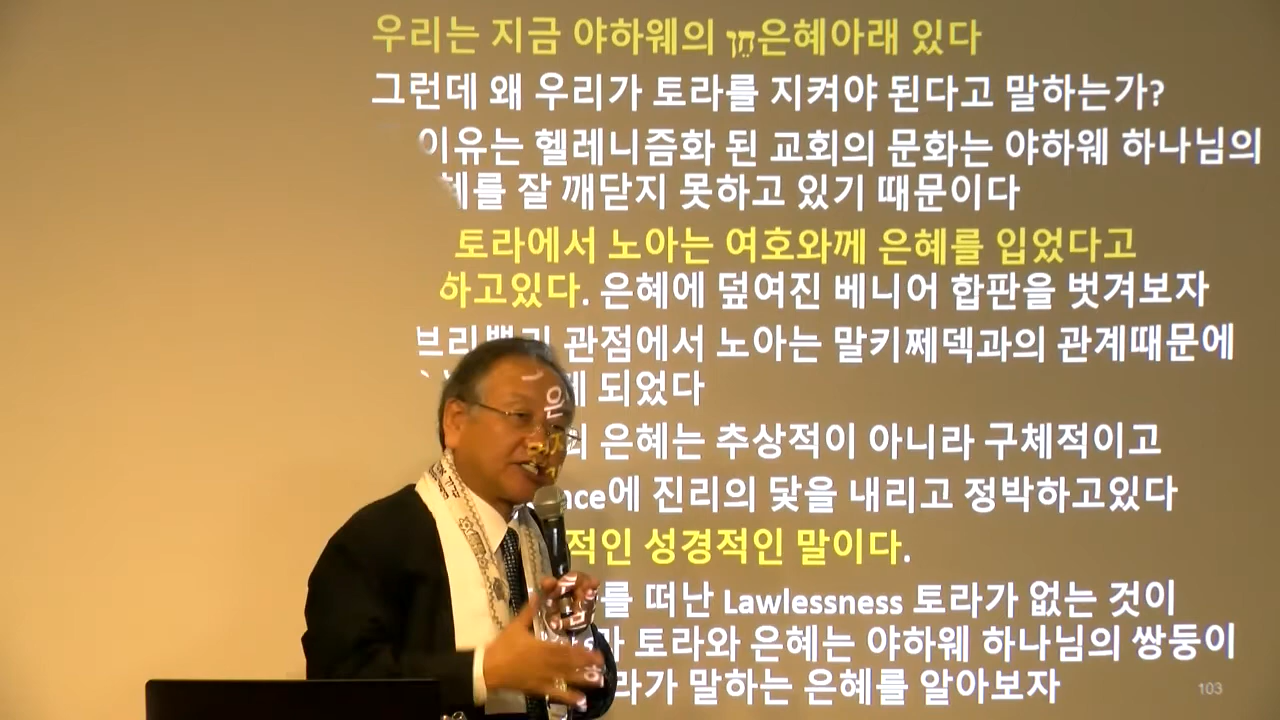 우리는 지금 야하웨의 חן은혜아래 있다
그런데 왜 우리가 토라를 지켜야 된다고 말하는가?
이유는 헬레니즘화 된 교회의 문화는 야하웨 하나님의
를 잘 깨닫지 못하고 있기 때문이다
토라에서 노아는 여호와께 은혜를 입었다고
하고있다. 은혜에 덮여진 베니어 합판을 벗겨보자
관점에서 노아는 말키쩨덱과의 관계때문에
되었다
은혜는 추상적이 아니라 구체적이고
에 진리의 닻을 내리고 정박하고있다
적인 성경적인 말이다.
를 떠난 Lawlessness 토라가 없는 것이
토라와 은혜는 야하웨 하나님의 쌍둥이
라가 말하는 은혜를 알아보자
103